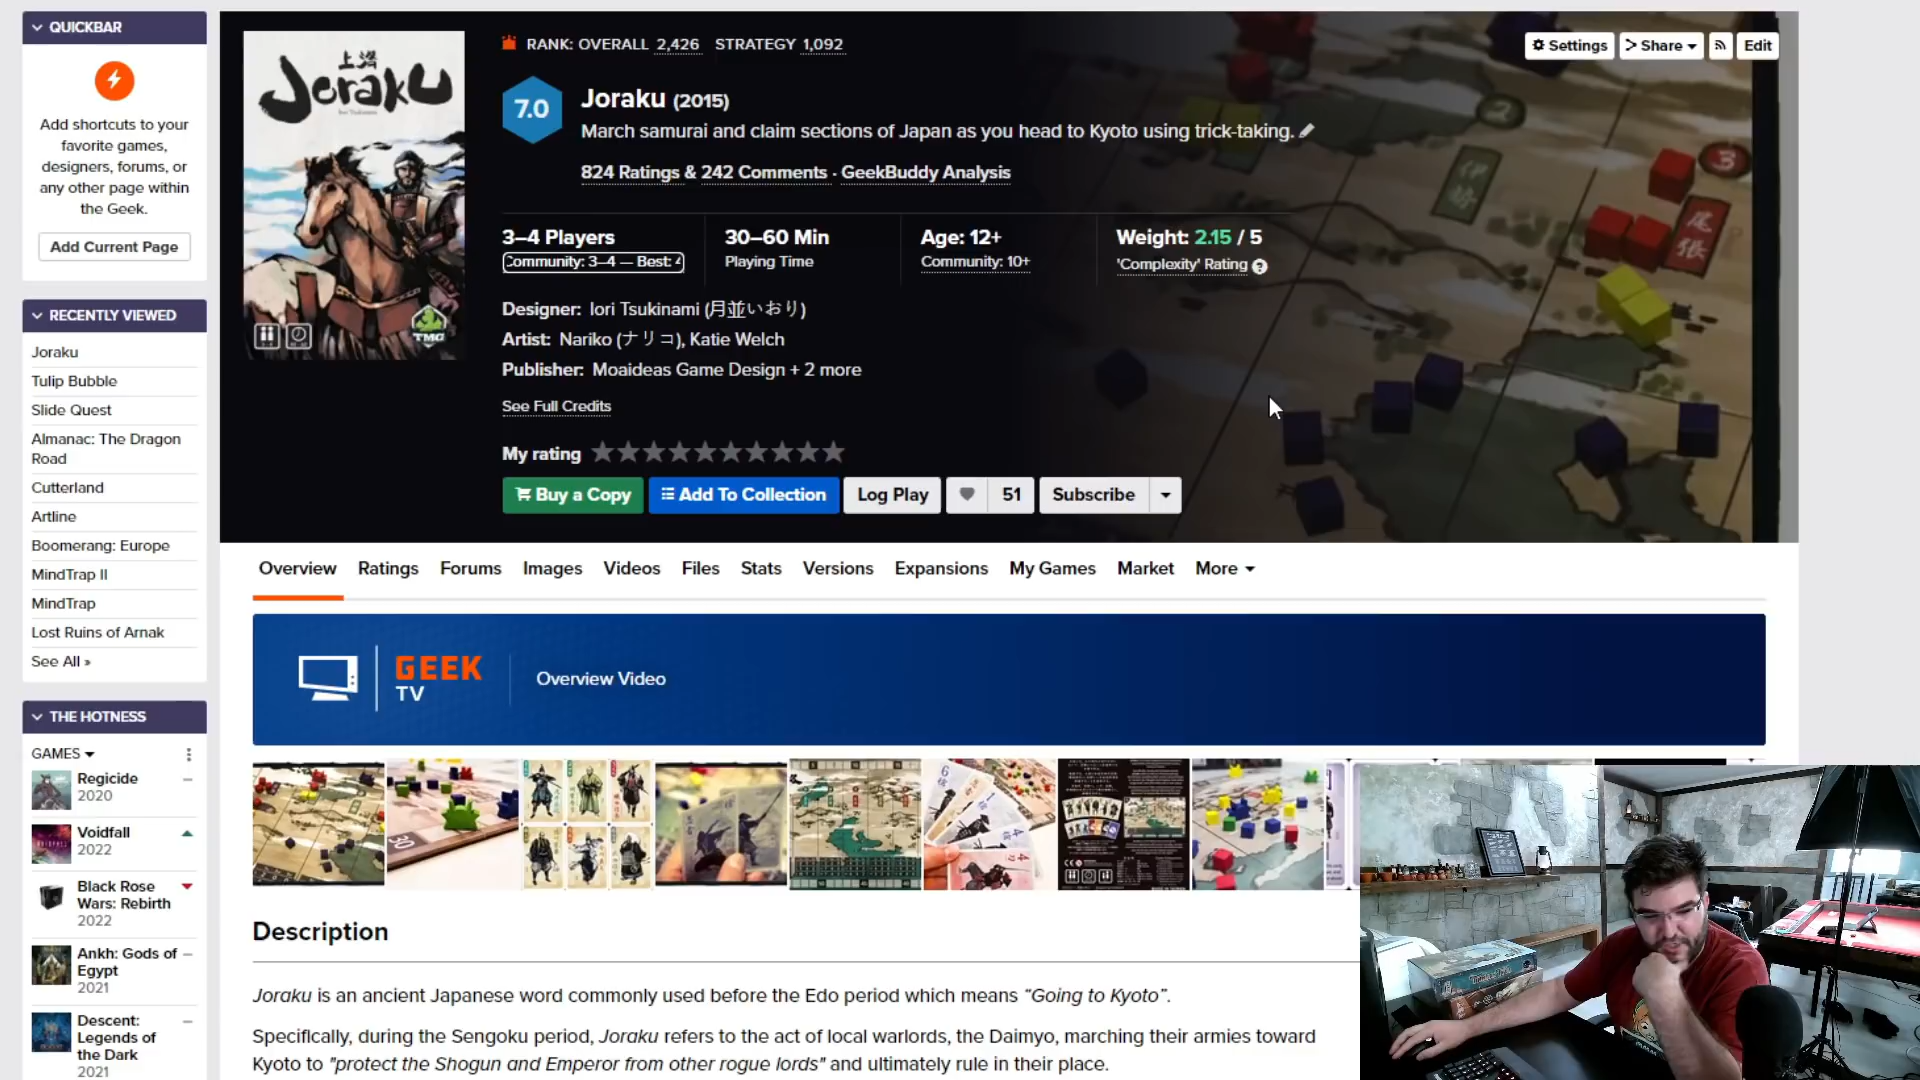 QUICKBAR
Add shortcuts to your
favorite games,
designers, forums, or
any other page within
the Geek.
Add Current Page
RECENTLY VIEWED
Joraku
Tulip Bubble
Slide Quest
Almanac: The Dragon
Road
Cutterland
Artline
Boomerang: Europe
MindTrap II
MindTrap
Lost Ruins of Arnak
See All »
THE HOTNESS
GAMES
Regicide
2020
Voidfall
2022
Black Rose
Wars: Rebirth
2022
Ankh: Gods of
Egypt
2021
Descent:
Legends of
the Dark
2021
上洛
Joraku
Iori Tsukinami
TMG
RANK: OVERALL 2,426 STRATEGY 1,092
Settings
Share
Edit
7.0
Joraku (2015)
March samurai and claim sections of Japan as you head to Kyoto using trick-taking.
824 Ratings & 242 Comments · GeekBuddy Analysis
3–4 Players
Community: 3–4 — Best: 4
30–60 Min
Playing Time
Age: 12+
Community: 10+
Weight: 2.15 / 5
'Complexity' Rating
Designer: Iori Tsukinami (月並いおり)
Artist: Nariko (ナリコ), Katie Welch
Publisher: Moaideas Game Design + 2 more
See Full Credits
My rating
Buy a Copy
Add To Collection
Log Play
51
Subscribe
2
3
尾張
Overview Ratings Forums Images Videos Files Stats Versions Expansions My Games Market More
GEEK
TV
Overview Video
30
Description
Joraku is an ancient Japanese word commonly used before the Edo period which means “Going to Kyoto”.
Specifically, during the Sengoku period, Joraku refers to the act of local warlords, the Daimyo, marching their armies toward
Kyoto to "protect the Shogun and Emperor from other rogue lords" and ultimately rule in their place.